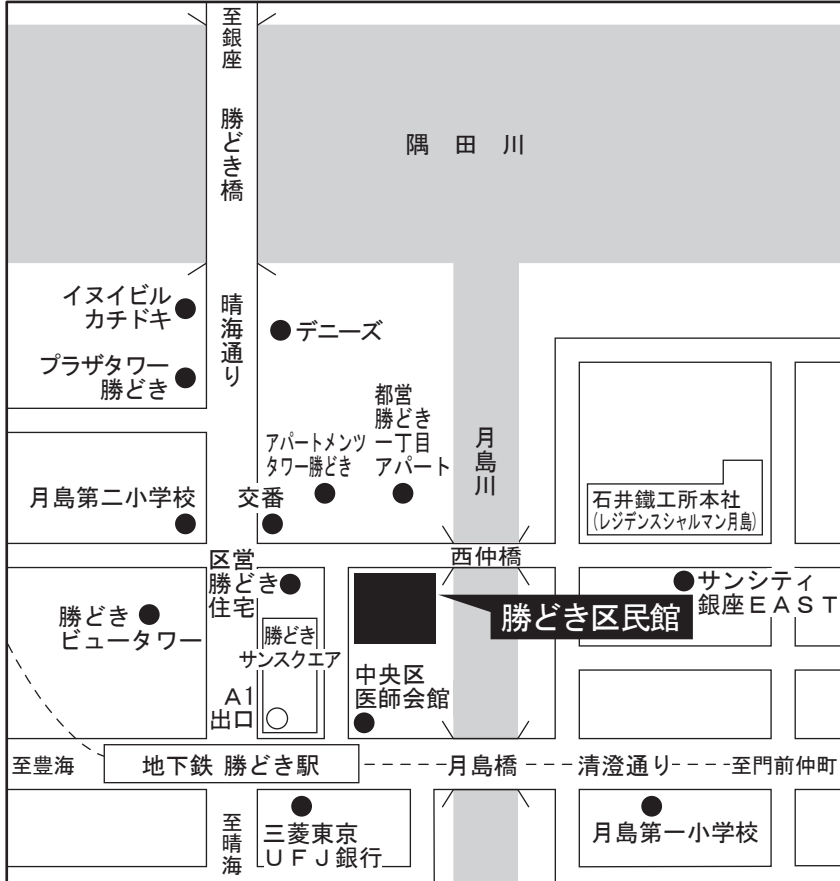 至銀座
勝どき橋
隅田川
イヌイビル
カチドキ
晴海通り
デニーズ
プラザタワー
勝どき
都営
勝どき
一丁目
アパート
アパートメンツ
タワー勝どき
月島川
月島第二小学校
交番
石井鐵工所本社
(レジデンスシャルマン月島)
西仲橋
区営
勝どき
住宅
サンシティ
銀座EAST
勝どき
ビュータワー
勝どき区民館
勝どき
サンスクエア
中央区
医師会館
A1
出口
至豊海
地下鉄 勝どき駅
月島橋
清澄通り
至門前仲町
至晴海
三菱東京
UFJ銀行
月島第一小学校